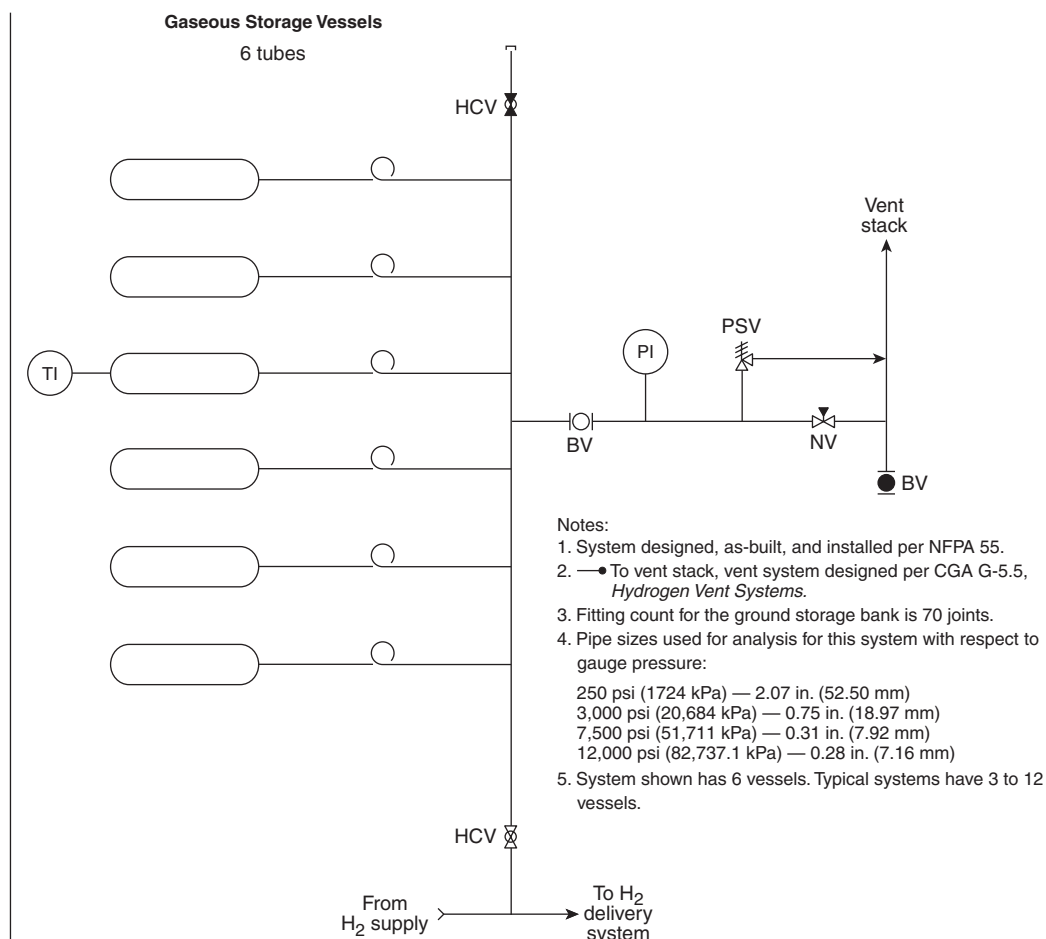 Gaseous Storage Vessels
6 tubes
HCV
Vent
stack
PSV
PI
TI
BV
NV
BV
Notes:
1. System designed, as-built, and installed per NFPA 55.
2. To vent stack, vent system designed per CGA G-5.5,
Hydrogen Vent Systems.
3. Fitting count for the ground storage bank is 70 joints.
4. Pipe sizes used for analysis for this system with respect to
gauge pressure:
250 psi (1724 kPa) — 2.07 in. (52.50 mm)
3,000 psi (20,684 kPa) — 0.75 in. (18.97 mm)
7,500 psi (51,711 kPa) — 0.31 in. (7.92 mm)
12,000 psi (82,737.1 kPa) — 0.28 in. (7.16 mm)
5. System shown has 6 vessels. Typical systems have 3 to 12
vessels.
HCV
From
H2 supply
To H2
delivery
system